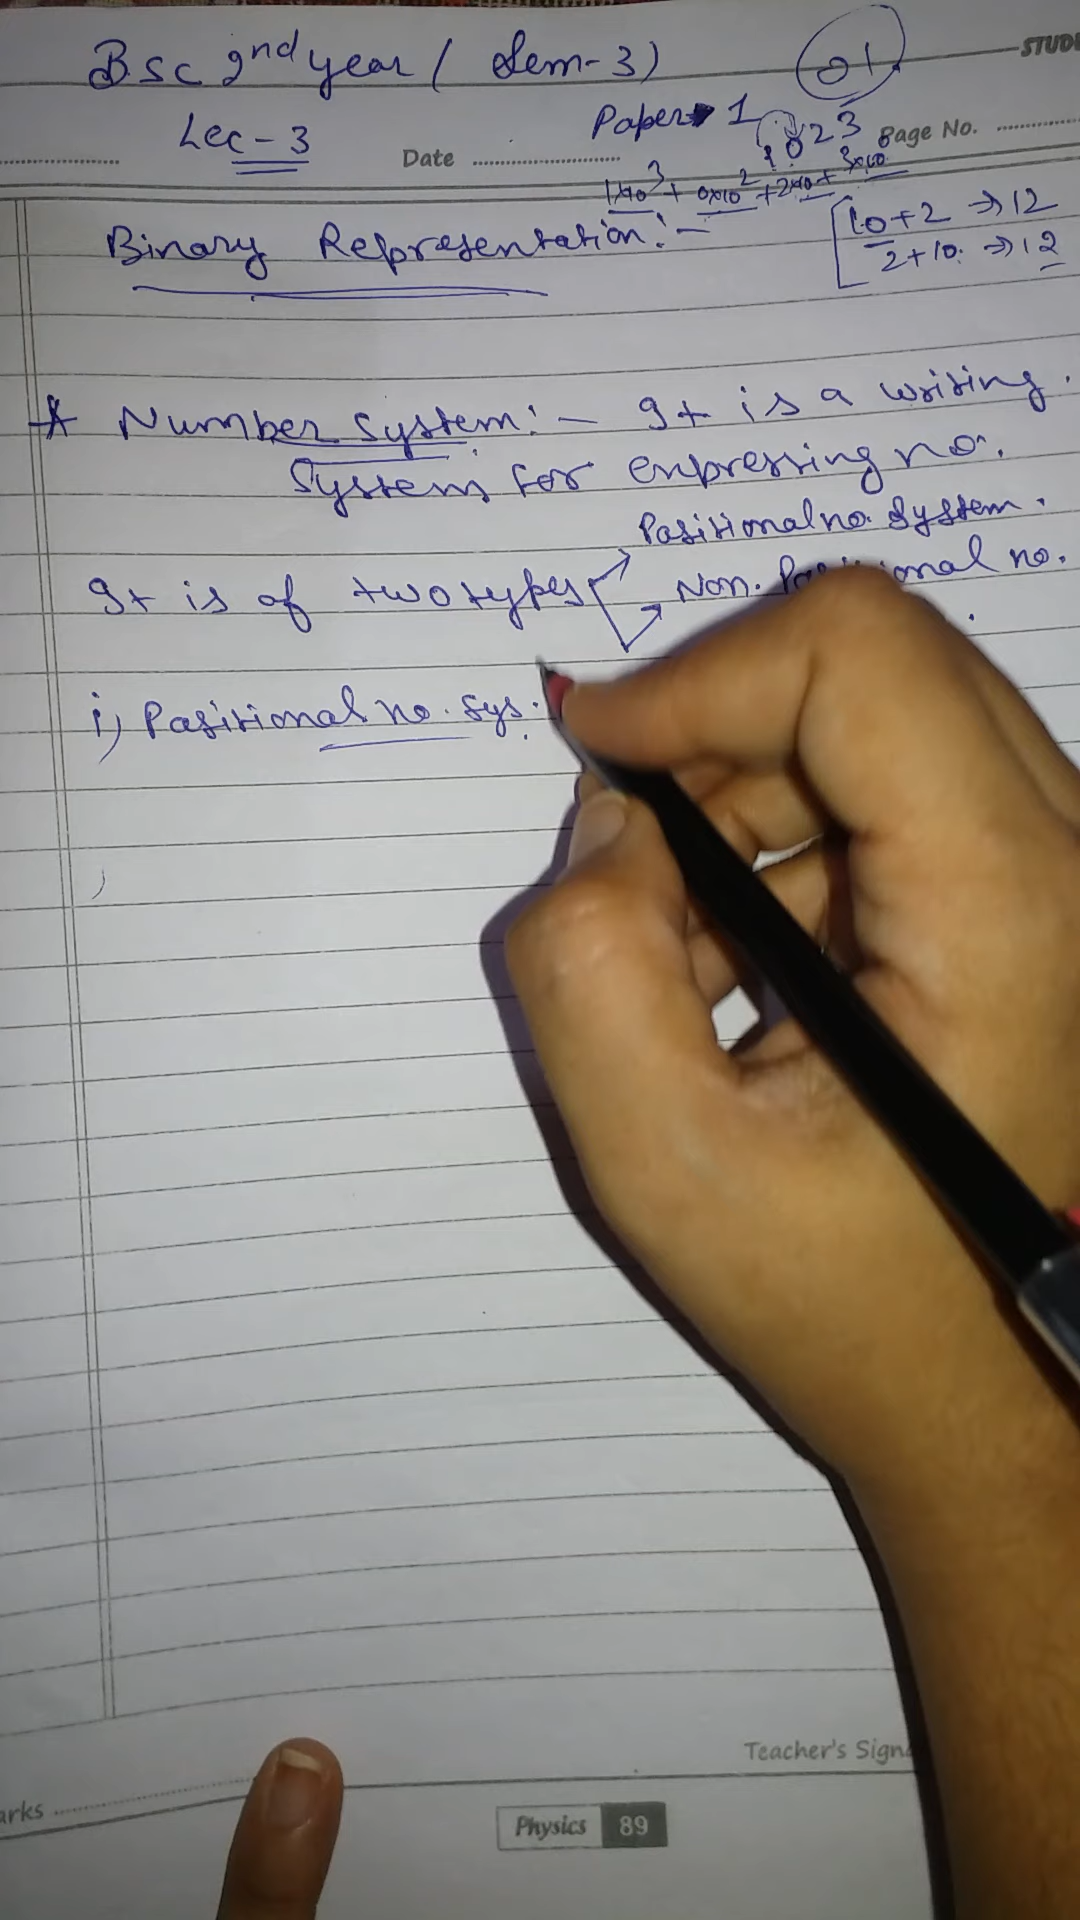 Bsc 2nd year ( Sem-3)
01
STUD
Lec-3
Paper 1
1023
Date
Page No.
1×10³ + 0×10² + 2×10 + 3×10⁰
Binary Representation:-
10+2 → 12
2+10 → 12
* Number System:- It is a writing
System for expressing no.
It is of two types
Positional no. System.
Non. Positional no.
i) Positional no. Sys.
Teacher's Sign
arks
Physics 89